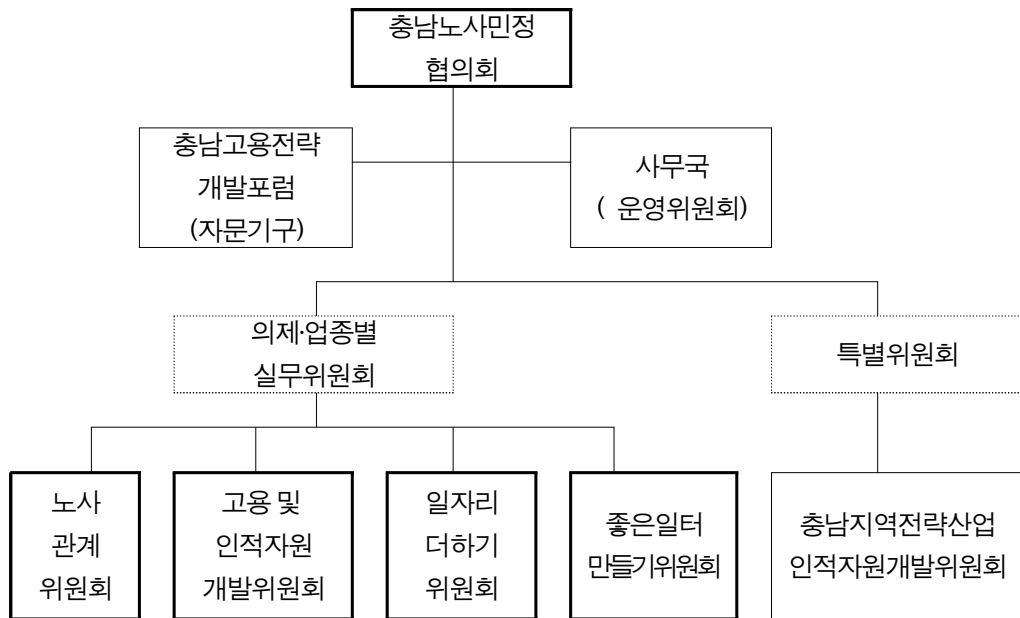 충남노사민정
협의회
충남고용전략
개발포럼
(자문기구)
사무국
( 운영위원회)
의제·업종별
실무위원회
특별위원회
노사
관계
위원회
고용 및
인적자원
개발위원회
일자리
더하기
위원회
좋은일터
만들기위원회
충남지역전략산업
인적자원개발위원회